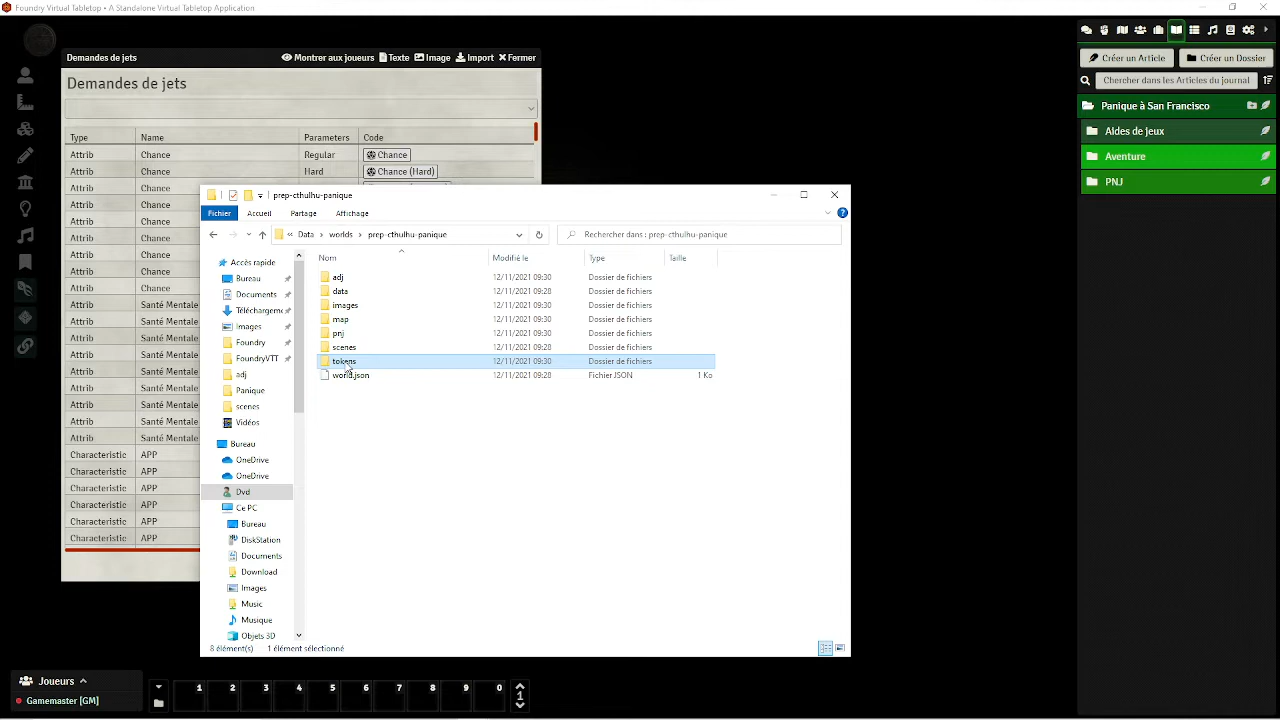 Foundry Virtual Tabletop - A Standalone Virtual Tabletop Application
Demandes de jets
Montrer aux joueurs
Texte
Image
Import
Fermer
Demandes de jets
Type Name Parameters Code
Attrib Chance Regular Chance
Attrib Chance Hard Chance (Hard)
Attrib Chance
Attrib Chance
Attrib Chance
Attrib Chance
Attrib Chance
Attrib Chance
Attrib Chance
Attrib Santé Mentale
Attrib Santé Mentale
Attrib Santé Mentale
Attrib Santé Mentale
Attrib Santé Mentale
Attrib Santé Mentale
Attrib Santé Mentale
Attrib Santé Mentale
Attrib Santé Mentale
Characteristic APP
Characteristic APP
Characteristic APP
Characteristic APP
Characteristic APP
Characteristic APP
prep-cthulhu-panique
Fichier
Accueil
Partage
Affichage
« Data › worlds › prep-cthulhu-panique
Rechercher dans : prep-cthulhu-panique
Accès rapide
Bureau
Documents
Téléchargeme
Images
Foundry
FoundryVTT
adj
Panique
scenes
Vidéos
Bureau
OneDrive
OneDrive
Dvd
Ce PC
Bureau
DiskStation
Documents
Download
Images
Music
Musique
Objets 3D
Nom Modifié le Type Taille
adj 12/11/2021 09:30 Dossier de fichiers
data 12/11/2021 09:28 Dossier de fichiers
images 12/11/2021 09:30 Dossier de fichiers
map 12/11/2021 09:30 Dossier de fichiers
pnj 12/11/2021 09:30 Dossier de fichiers
scenes 12/11/2021 09:28 Dossier de fichiers
tokens 12/11/2021 09:30 Dossier de fichiers
world.json 12/11/2021 09:28 Fichier JSON 1 Ko
8 élément(s) 1 élément sélectionné
Créer un Article
Créer un Dossier
Chercher dans les Articles du journal
Panique à San Francisco
Aides de jeux
Aventure
PNJ
Joueurs
Gamemaster [GM]
1 2 3 4 5 6 7 8 9 0
1